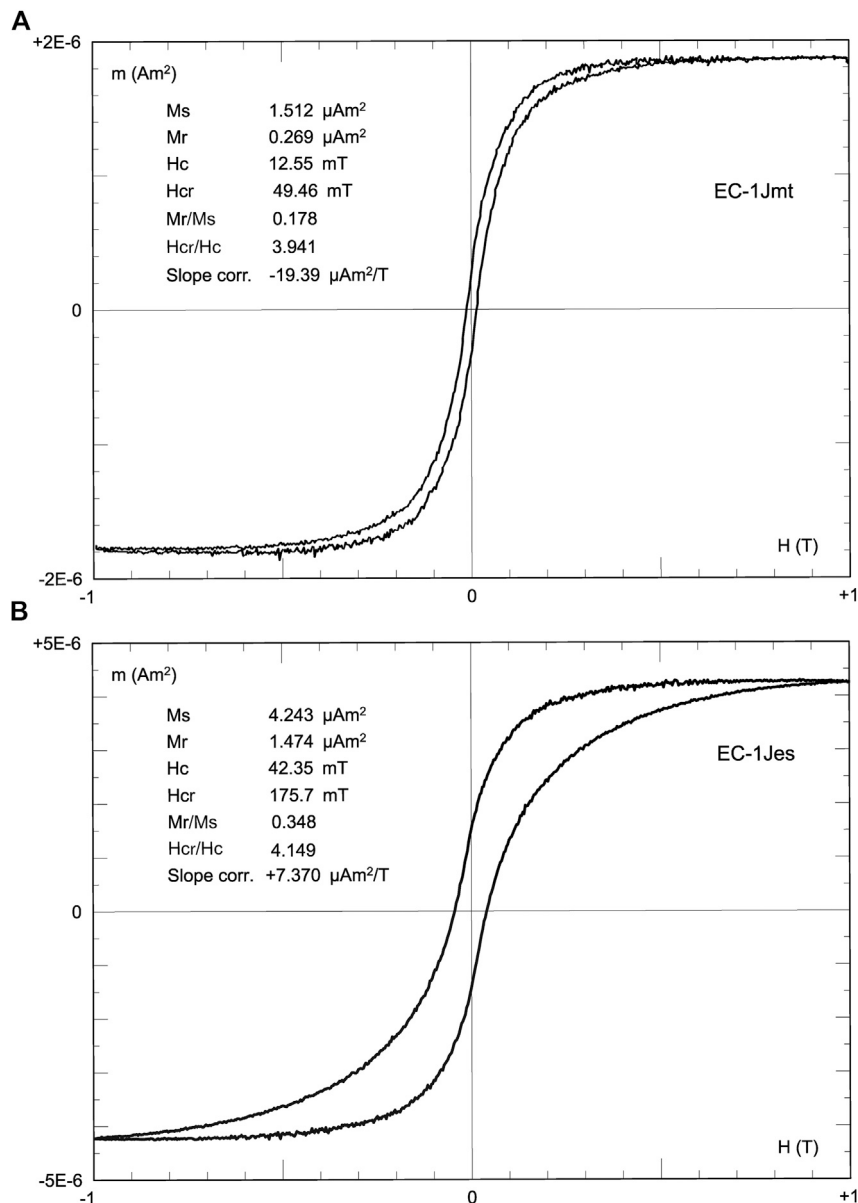 A
+2E-6
m (Am²)
Ms 1.512 µAm²
Mr 0.269 µAm²
Hc 12.55 mT
Hcr 49.46 mT
Mr/Ms 0.178
Hcr/Hc 3.941
Slope corr. -19.39 µAm²/T
EC-1Jmt
0
H (T)
-2E-6
-1 0 +1
B
+5E-6
m (Am²)
Ms 4.243 µAm²
Mr 1.474 µAm²
Hc 42.35 mT
Hcr 175.7 mT
Mr/Ms 0.348
Hcr/Hc 4.149
Slope corr. +7.370 µAm²/T
EC-1Jes
0
H (T)
-5E-6
-1 0 +1